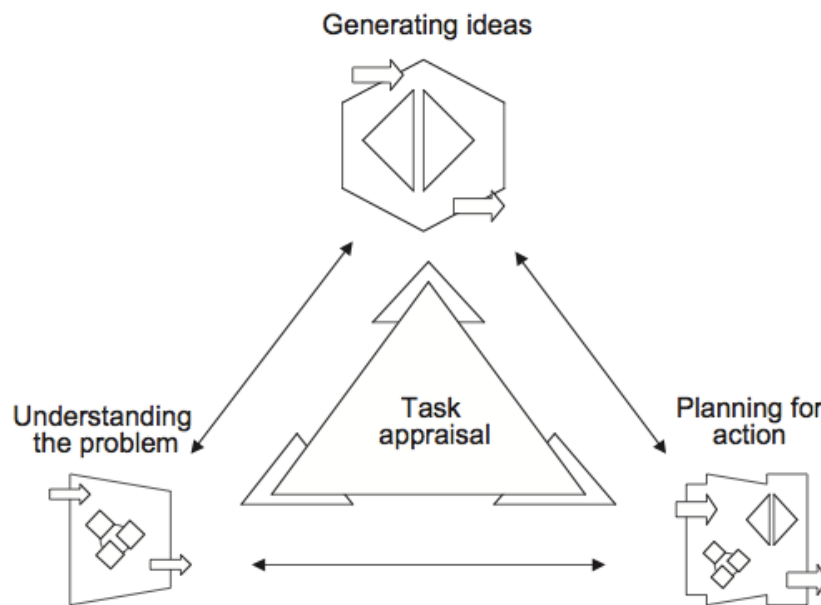 Generating ideas
Understanding
the problem
Task
appraisal
Planning for
action